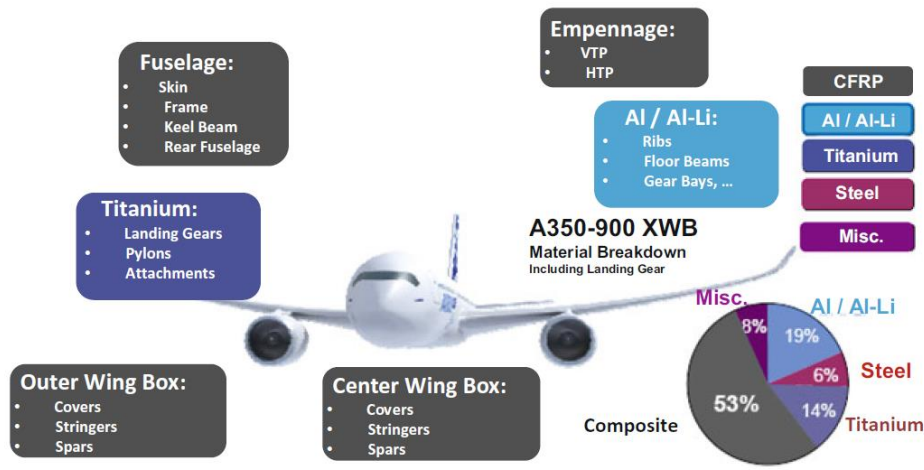 Empennage:
• VTP
• HTP
Fuselage:
• Skin
• Frame
• Keel Beam
• Rear Fuselage
CFRP
Al / Al-Li
Titanium
Steel
Misc.
Al / Al-Li:
• Ribs
• Floor Beams
• Gear Bays, ...
Titanium:
• Landing Gears
• Pylons
• Attachments
A350-900 XWB
Material Breakdown
Including Landing Gear
Misc.
Al / Al-Li
8%
19%
Steel
6%
53%
14%
Composite
Titanium
Outer Wing Box:
• Covers
• Stringers
• Spars
Center Wing Box:
• Covers
• Stringers
• Spars